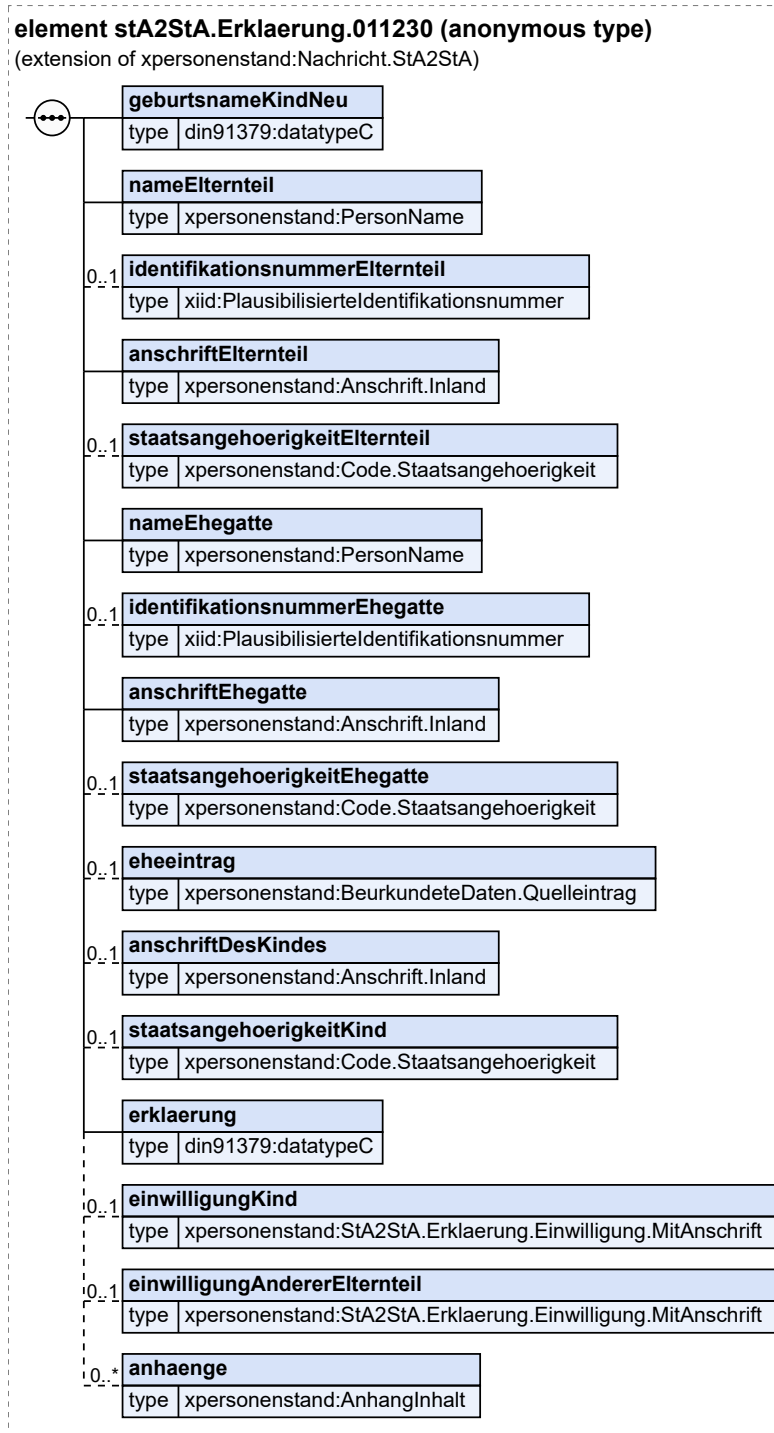 element stA2StA.Erklaerung.011230 (anonymous type)
(extension of xpersonenstand:Nachricht.StA2StA)
geburtsnameKindNeu
type din91379:datatypeC
nameElternteil
type xpersonenstand:PersonName
0..1 identifikationsnummerElternteil
type xiid:PlausibilisierteIdentifikationsnummer
anschriftElternteil
type xpersonenstand:Anschrift.Inland
0..1 staatsangehoerigkeitElternteil
type xpersonenstand:Code.Staatsangehoerigkeit
nameEhegatte
type xpersonenstand:PersonName
0..1 identifikationsnummerEhegatte
type xiid:PlausibilisierteIdentifikationsnummer
anschriftEhegatte
type xpersonenstand:Anschrift.Inland
0..1 staatsangehoerigkeitEhegatte
type xpersonenstand:Code.Staatsangehoerigkeit
0..1 eheeintrag
type xpersonenstand:BeurkundeteDaten.Quelleintrag
0..1 anschriftDesKindes
type xpersonenstand:Anschrift.Inland
0..1 staatsangehoerigkeitKind
type xpersonenstand:Code.Staatsangehoerigkeit
erklaerung
type din91379:datatypeC
0..1 einwilligungKind
type xpersonenstand:StA2StA.Erklaerung.Einwilligung.MitAnschrift
0..1 einwilligungAndererElternteil
type xpersonenstand:StA2StA.Erklaerung.Einwilligung.MitAnschrift
0..* anhaenge
type xpersonenstand:AnhangInhalt